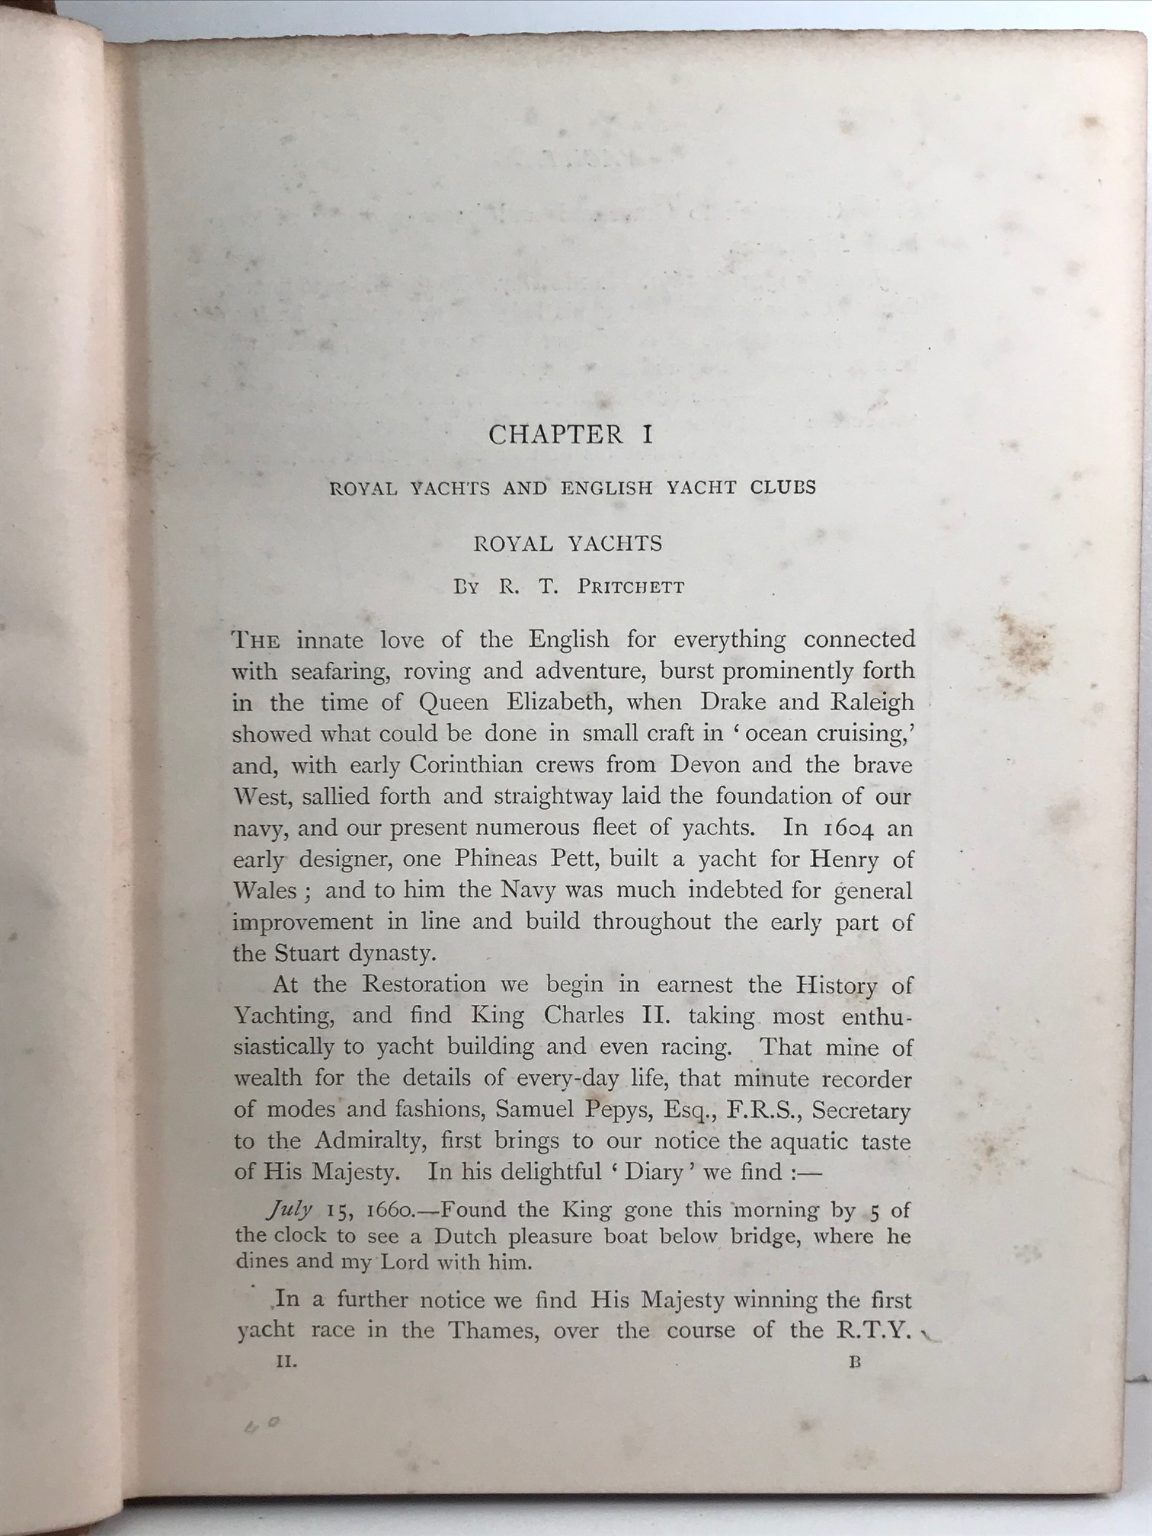 CHAPTER I
ROYAL YACHTS AND ENGLISH YACHT CLUBS
ROYAL YACHTS
By R. T. Pritchett
THE innate love of the English for everything connected
with seafaring, roving and adventure, burst prominently forth
in the time of Queen Elizabeth, when Drake and Raleigh
showed what could be done in small craft in ‘ ocean cruising,’
and, with early Corinthian crews from Devon and the brave
West, sallied forth and straightway laid the foundation of our
navy, and our present numerous fleet of yachts. In 1604 an
early designer, one Phineas Pett, built a yacht for Henry of
Wales ; and to him the Navy was much indebted for general
improvement in line and build throughout the early part of
the Stuart dynasty.
At the Restoration we begin in earnest the History of
Yachting, and find King Charles II. taking most enthu-
siastically to yacht building and even racing. That mine of
wealth for the details of every-day life, that minute recorder
of modes and fashions, Samuel Pepys, Esq., F.R.S., Secretary
to the Admiralty, first brings to our notice the aquatic taste
of His Majesty. In his delightful ‘ Diary ’ we find :—
July 15, 1660.—Found the King gone this morning by 5 of
the clock to see a Dutch pleasure boat below bridge, where he
dines and my Lord with him.
In a further notice we find His Majesty winning the first
yacht race in the Thames, over the course of the R.T.Y.
II. B